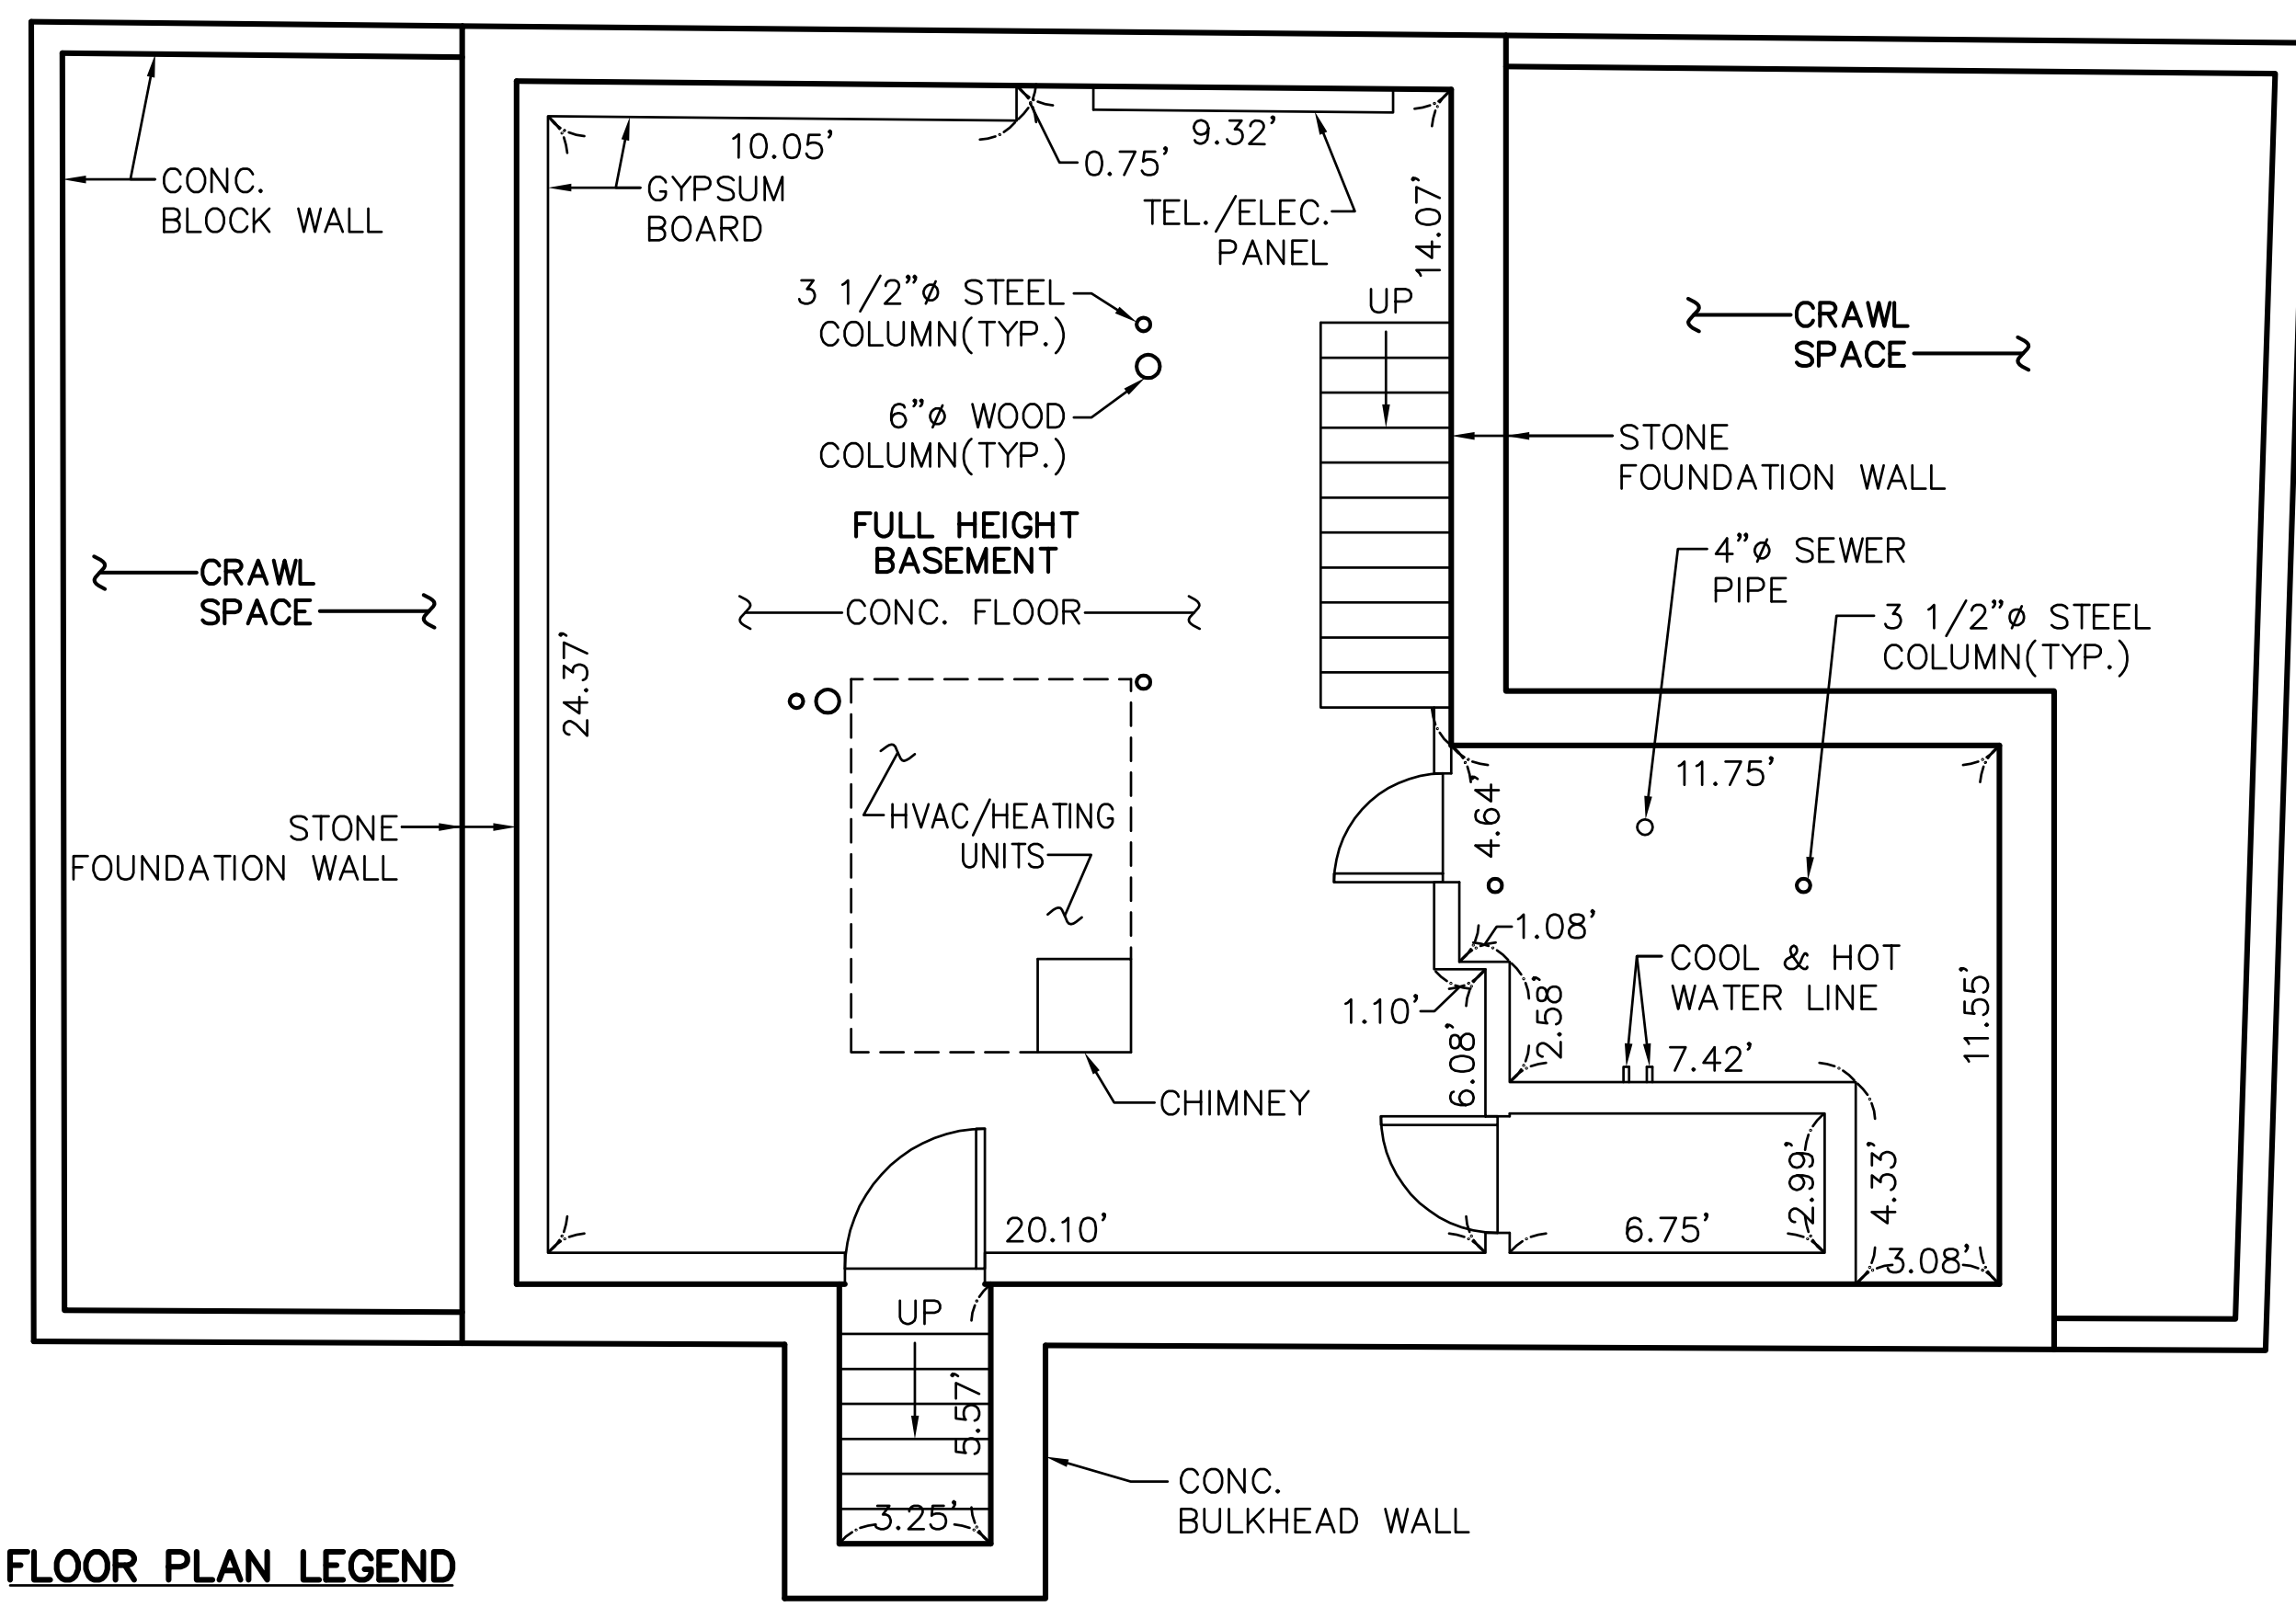 10.05'
9.32'
0.75'
CONC.
BLOCK WALL
GYPSUM
BOARD
TEL./ELEC.
PANEL
14.07'
3 1/2"ø STEEL
COLUMN(TYP.)
UP
CRAWL
SPACE
6"ø WOOD
COLUMN(TYP.)
STONE
FOUNDATION WALL
FULL HEIGHT
BASEMENT
CONC. FLOOR
CRAWL
SPACE
4"ø SEWER
PIPE
3 1/2"ø STEEL
COLUMN(TYP.)
24.37'
11.75'
4.64'
HVAC/HEATING
UNITS
STONE
FOUNDATION WALL
1.08'
COOL & HOT
WATER LINE
1.10'
2.58'
11.55'
6.08'
7.42'
CHIMNEY
2.99'
4.33'
20.10'
6.75'
3.08'
UP
5.57'
3.25'
CONC.
BULKHEAD WALL
FLOOR PLAN LEGEND